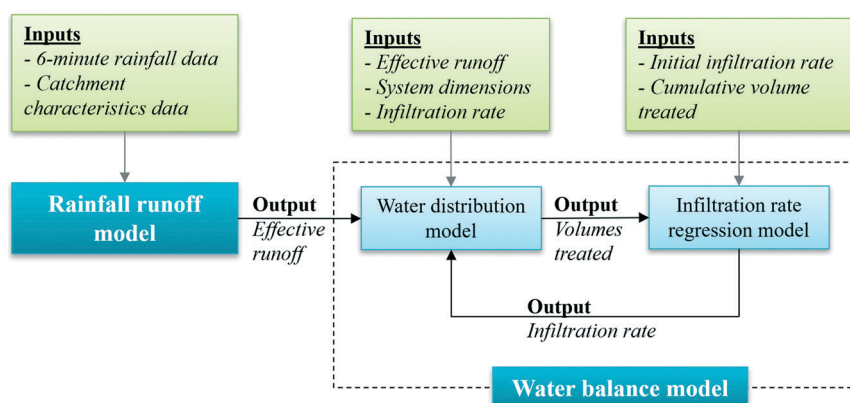 Inputs
- 6-minute rainfall data
- Catchment
characteristics data
Inputs
- Effective runoff
- System dimensions
- Infiltration rate
Inputs
- Initial infiltration rate
- Cumulative volume
treated
Rainfall runoff
model
Output
Effective
runoff
Water distribution
model
Output
Volumes
treated
Infiltration rate
regression model
Output
Infiltration rate
Water balance model